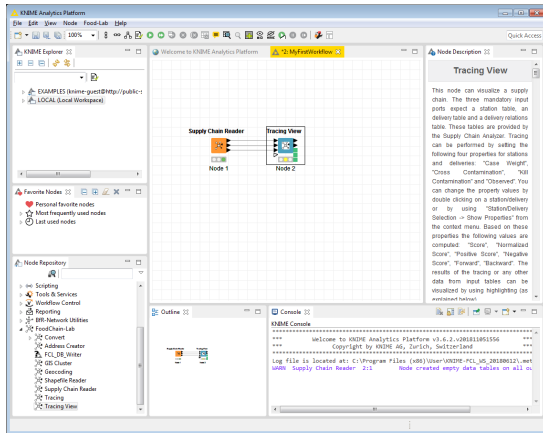 KNIME Analytics Platform
File Edit View Node Food-Lab Help
100%
Quick Access
KNIME Explorer
EXAMPLES (knime-guest@http://public-s
LOCAL (Local Workspace)
Favorite Nodes
Personal favorite nodes
Most frequently used nodes
Last used nodes
Node Repository
Scripting
Tools & Services
Workflow Control
Reporting
BfR-Network Utilities
FoodChain-Lab
Convert
Address Creator
FCL_DB_Writer
GIS Cluster
Geocoding
Shapefile Reader
Supply Chain Reader
Tracing
Tracing View
Welcome to KNIME Analytics Platform
*2: MyFirstWorkflow
Supply Chain Reader
Tracing View
Node 1
Node 2
Outline
Console
KNIME Console
*** Welcome to KNIME Analytics Platform v3.6.2.v201811051556 ***
*** Copyright by KNIME AG, Zurich, Switzerland ***
Log file is located at: C:\Program Files (x86)\User\KNIME-FCL_WS_20180612\.met
WARN Supply Chain Reader 2:1 Node created empty data tables on all ou
Node Description
Tracing View
This node can visualize a supply
chain. The three mandatory input
ports expect a station table, an
delivery table and a delivery relations
table. These tables are provided by
the Supply Chain Analyzer. Tracing
can be performed by setting the
following four properties for stations
and deliveries: "Case Weight",
"Cross Contamination", "Kill
Contamination" and "Observed". You
can change the property values by
double clicking on a station/delivery
or by using "Station/Delivery
Selection -> Show Properties" from
the context menu. Based on these
properties the following values are
computed: "Score", "Normalized
Score", "Positive Score", "Negative
Score", "Forward", "Backward". The
results of the tracing or any other
data from input tables can be
visualized by using highlighting (as
explained below)